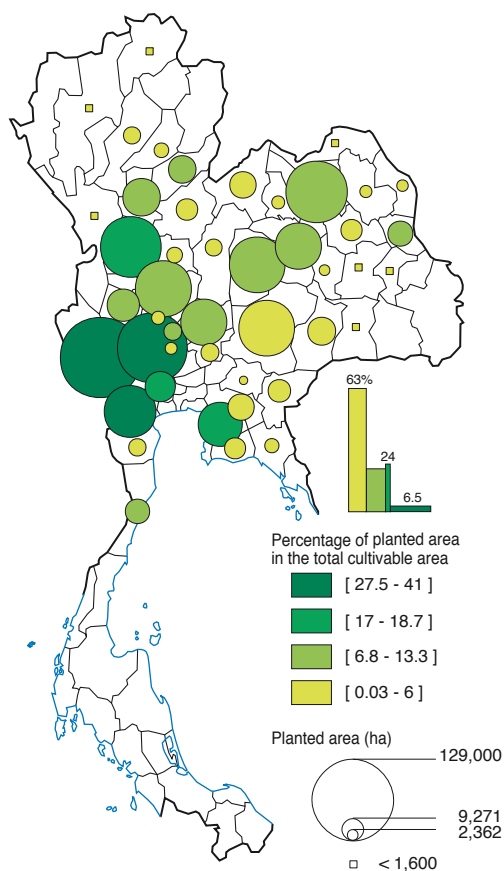 63%
24
6.5
Percentage of planted area
in the total cultivable area
[ 27.5 - 41 ]
[ 17 - 18.7 ]
[ 6.8 - 13.3 ]
[ 0.03 - 6 ]
Planted area (ha)
129,000
9,271
2,362
< 1,600